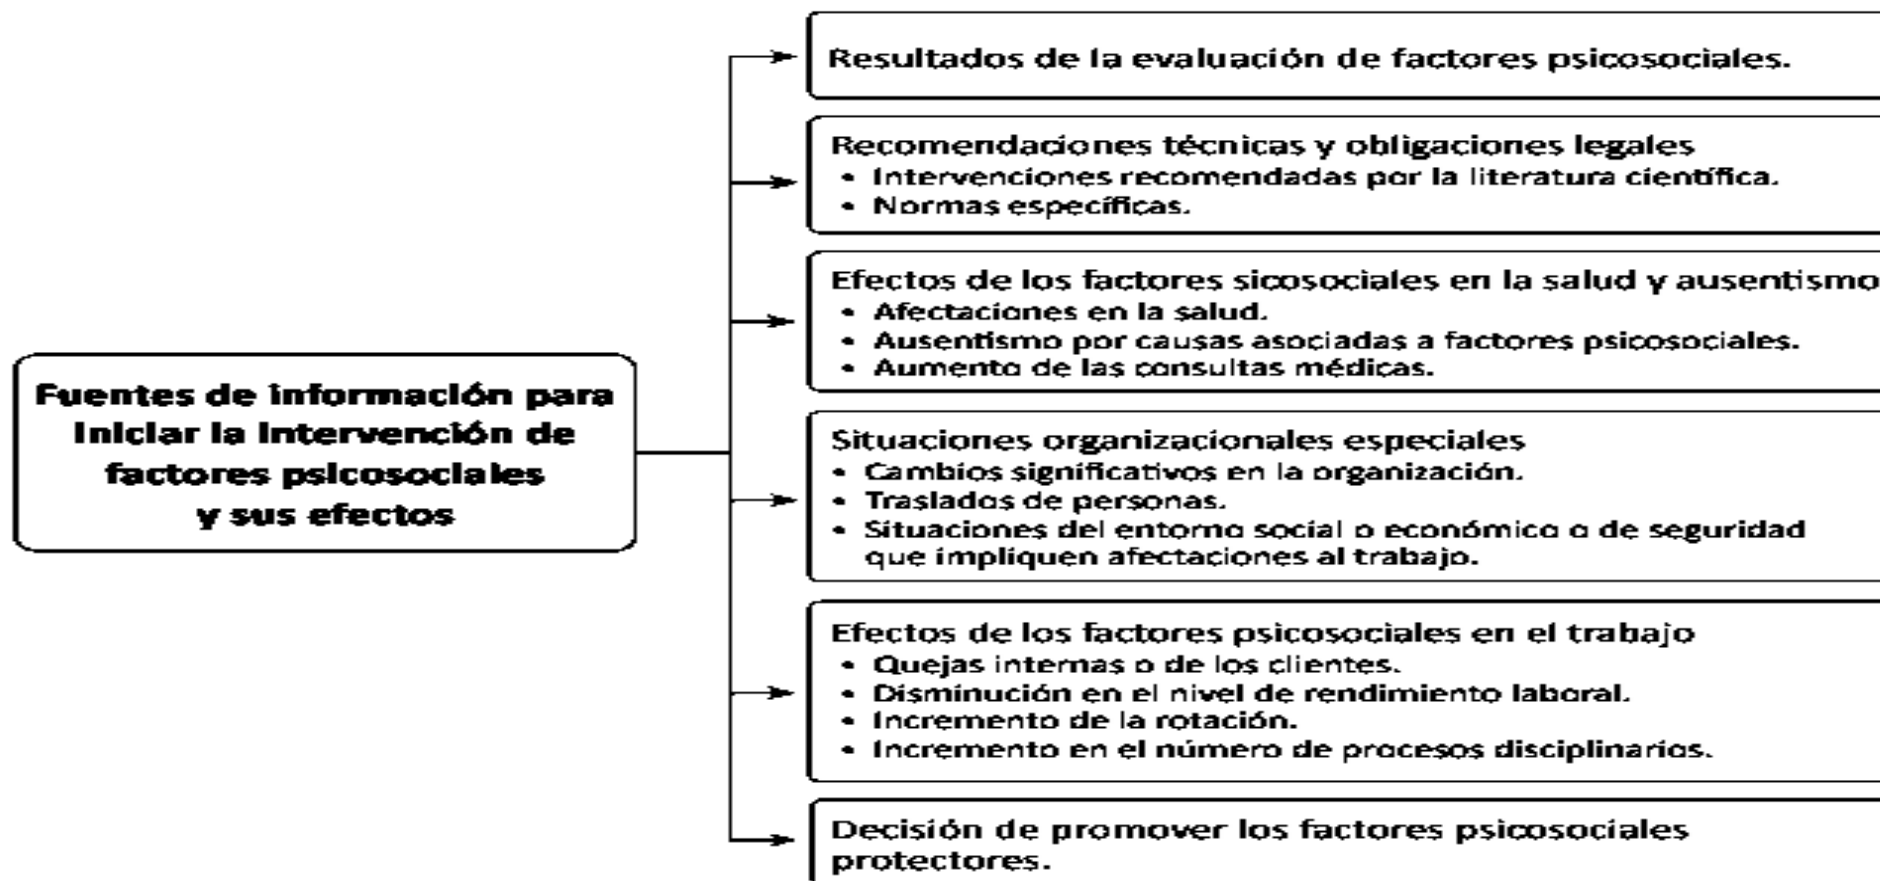 Fuentes de información para
iniciar la intervención de
factores psicosociales
y sus efectos
Resultados de la evaluación de factores psicosociales.
Recomendaciones técnicas y obligaciones legales
• Intervenciones recomendadas por la literatura científica.
• Normas específicas.
Efectos de los factores sicosociales en la salud y ausentismo
• Afectaciones en la salud.
• Ausentismo por causas asociadas a factores psicosociales.
• Aumento de las consultas médicas.
Situaciones organizacionales especiales
• Cambios significativos en la organización.
• Traslados de personas.
• Situaciones del entorno social o económico o de seguridad
que impliquen afectaciones al trabajo.
Efectos de los factores psicosociales en el trabajo
• Quejas internas o de los clientes.
• Disminución en el nivel de rendimiento laboral.
• Incremento de la rotación.
• Incremento en el número de procesos disciplinarios.
Decisión de promover los factores psicosociales
protectores.